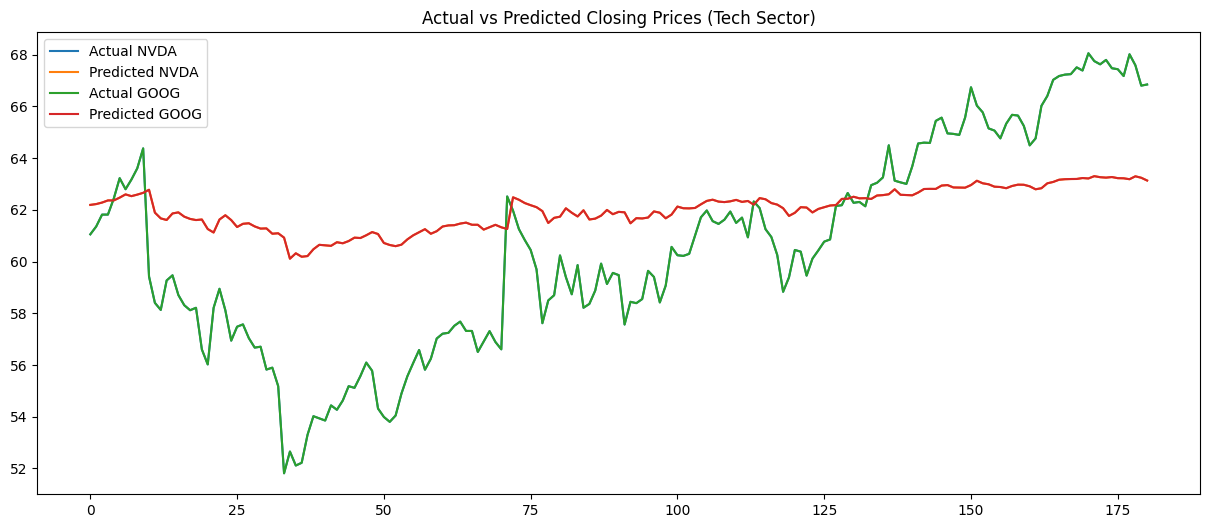 Actual vs Predicted Closing Prices (Tech Sector)
Actual NVDA
Predicted NVDA
Actual GOOG
Predicted GOOG
68
66
64
62
60
58
56
54
52
0 25 50 75 100 125 150 175